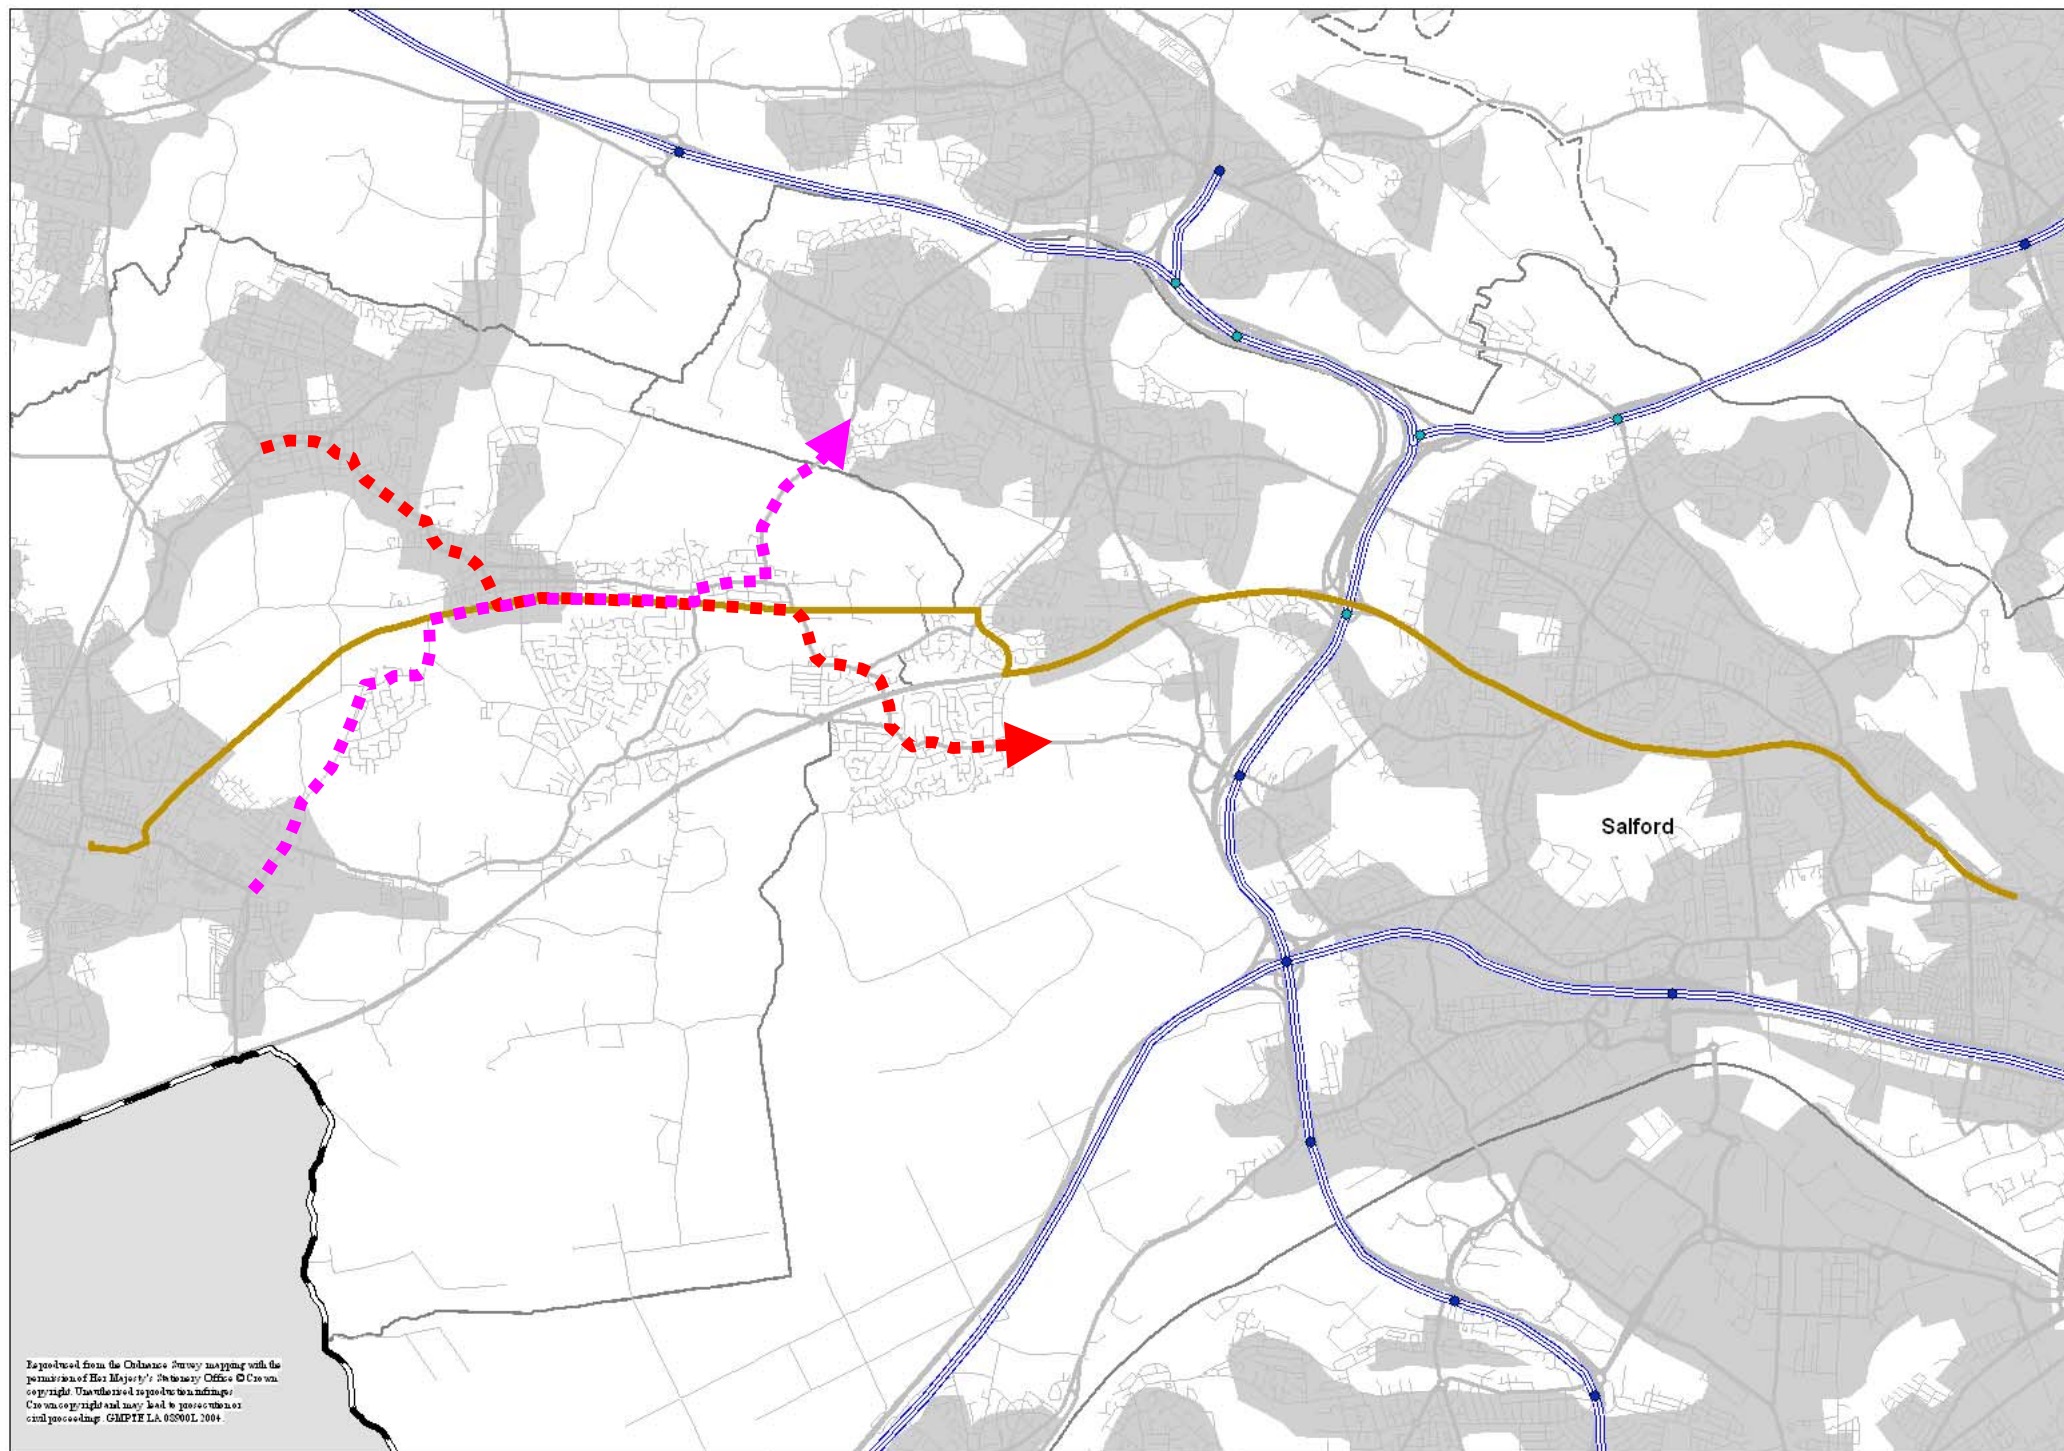 Salford
Reproduced from the Ordnance Survey mapping with the
permission of Her Majesty's Stationery Office © Crown
copyright. Unauthorised reproduction infringes
Crown copyright and may lead to prosecution or
civil proceedings. GMPTE LA 08900L 2004.